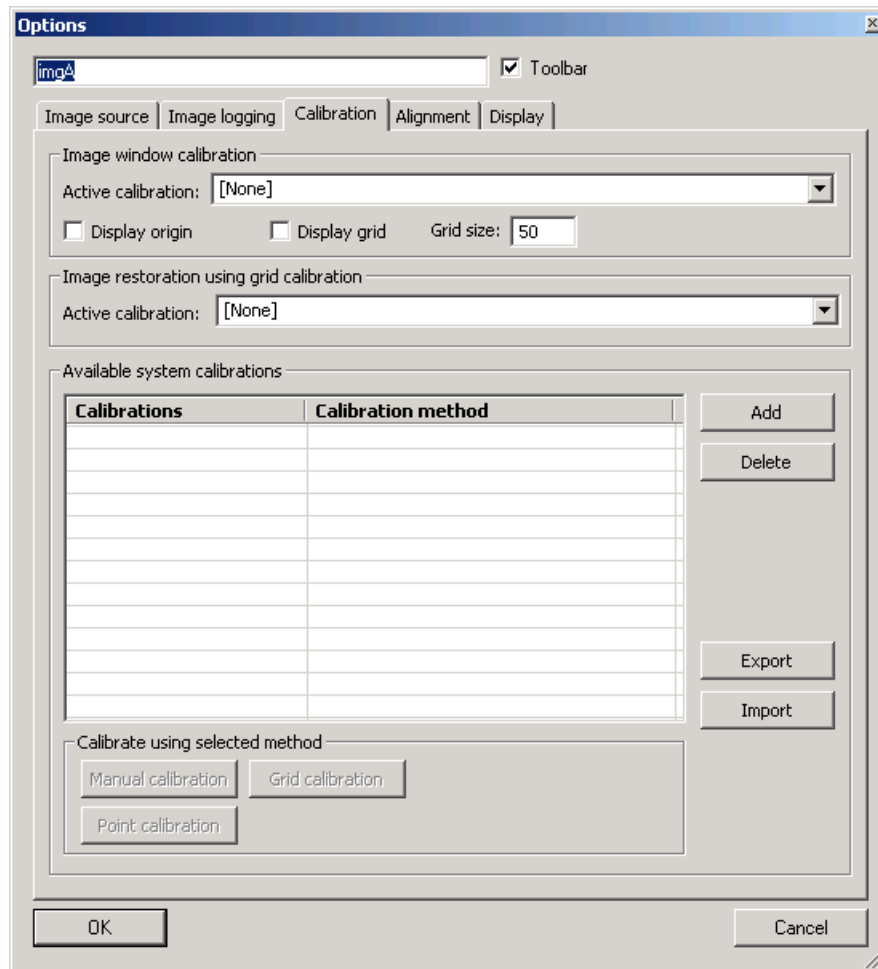 Options
imgA Toolbar
Image source Image logging Calibration Alignment Display
Image window calibration
Active calibration: [None]
Display origin Display grid Grid size: 50
Image restoration using grid calibration
Active calibration: [None]
Available system calibrations
Calibrations Calibration method Add
Delete
Export
Import
Calibrate using selected method
Manual calibration Grid calibration
Point calibration
OK Cancel